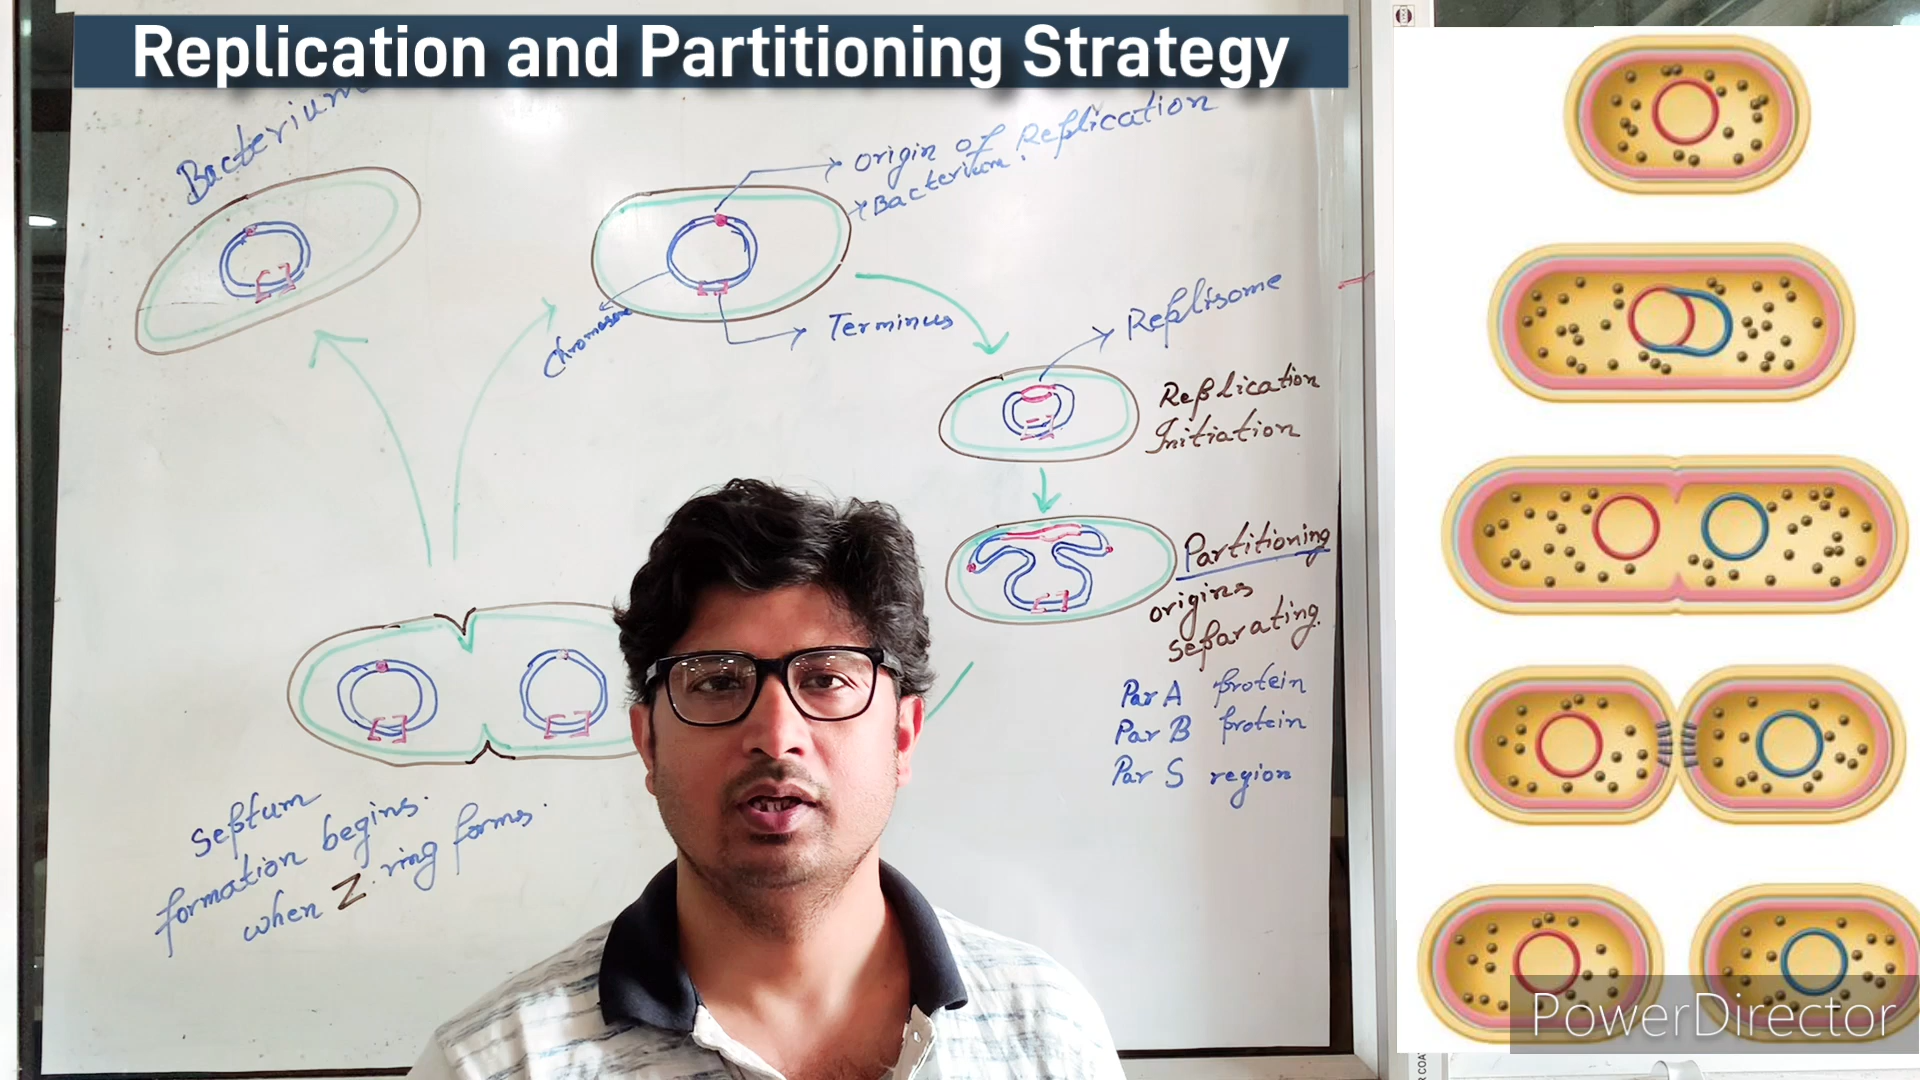 Replication and Partitioning Strategy
Bacterium
origin of Replication
Bacterium.
Chromosome
Terminus
Replisome
Replication
Initiation
Partitioning
origins
separating.
Par A protein
Par B protein
Par S region
Septum
formation begins.
when Z ring forms.
PowerDirector